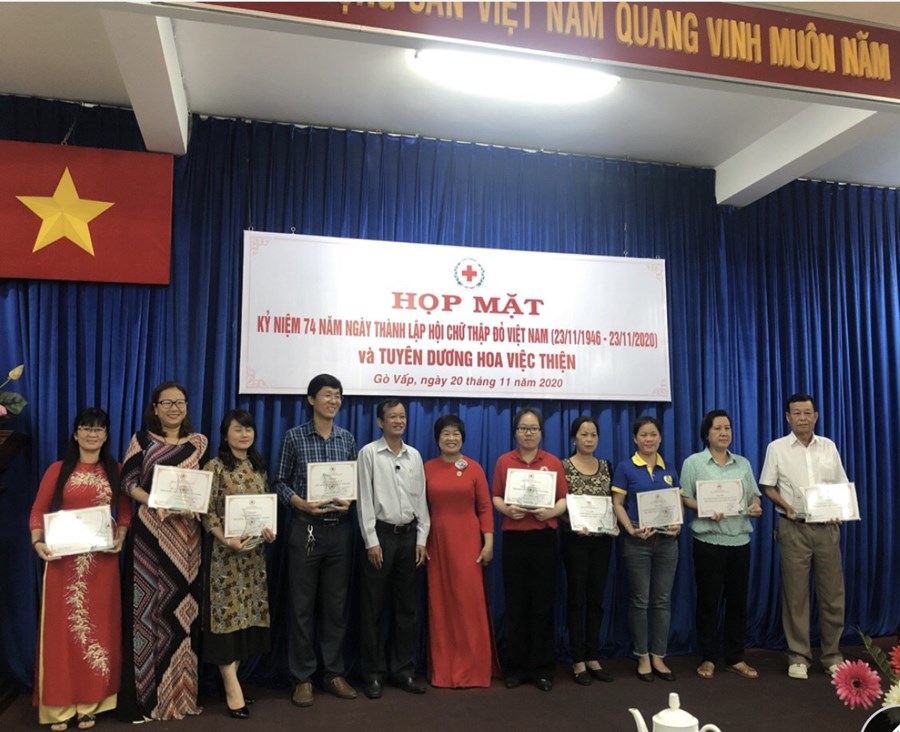 CỘNG SẢN VIỆT NAM QUANG VINH MUÔN NĂM
HỌP MẶT
KỶ NIỆM 74 NĂM NGÀY THÀNH LẬP HỘI CHỮ THẬP ĐỎ VIỆT NAM (23/11/1946 - 23/11/2020)
và TUYÊN DƯƠNG HOA VIỆC THIỆN
Gò Vấp, ngày 20 tháng 11 năm 2020